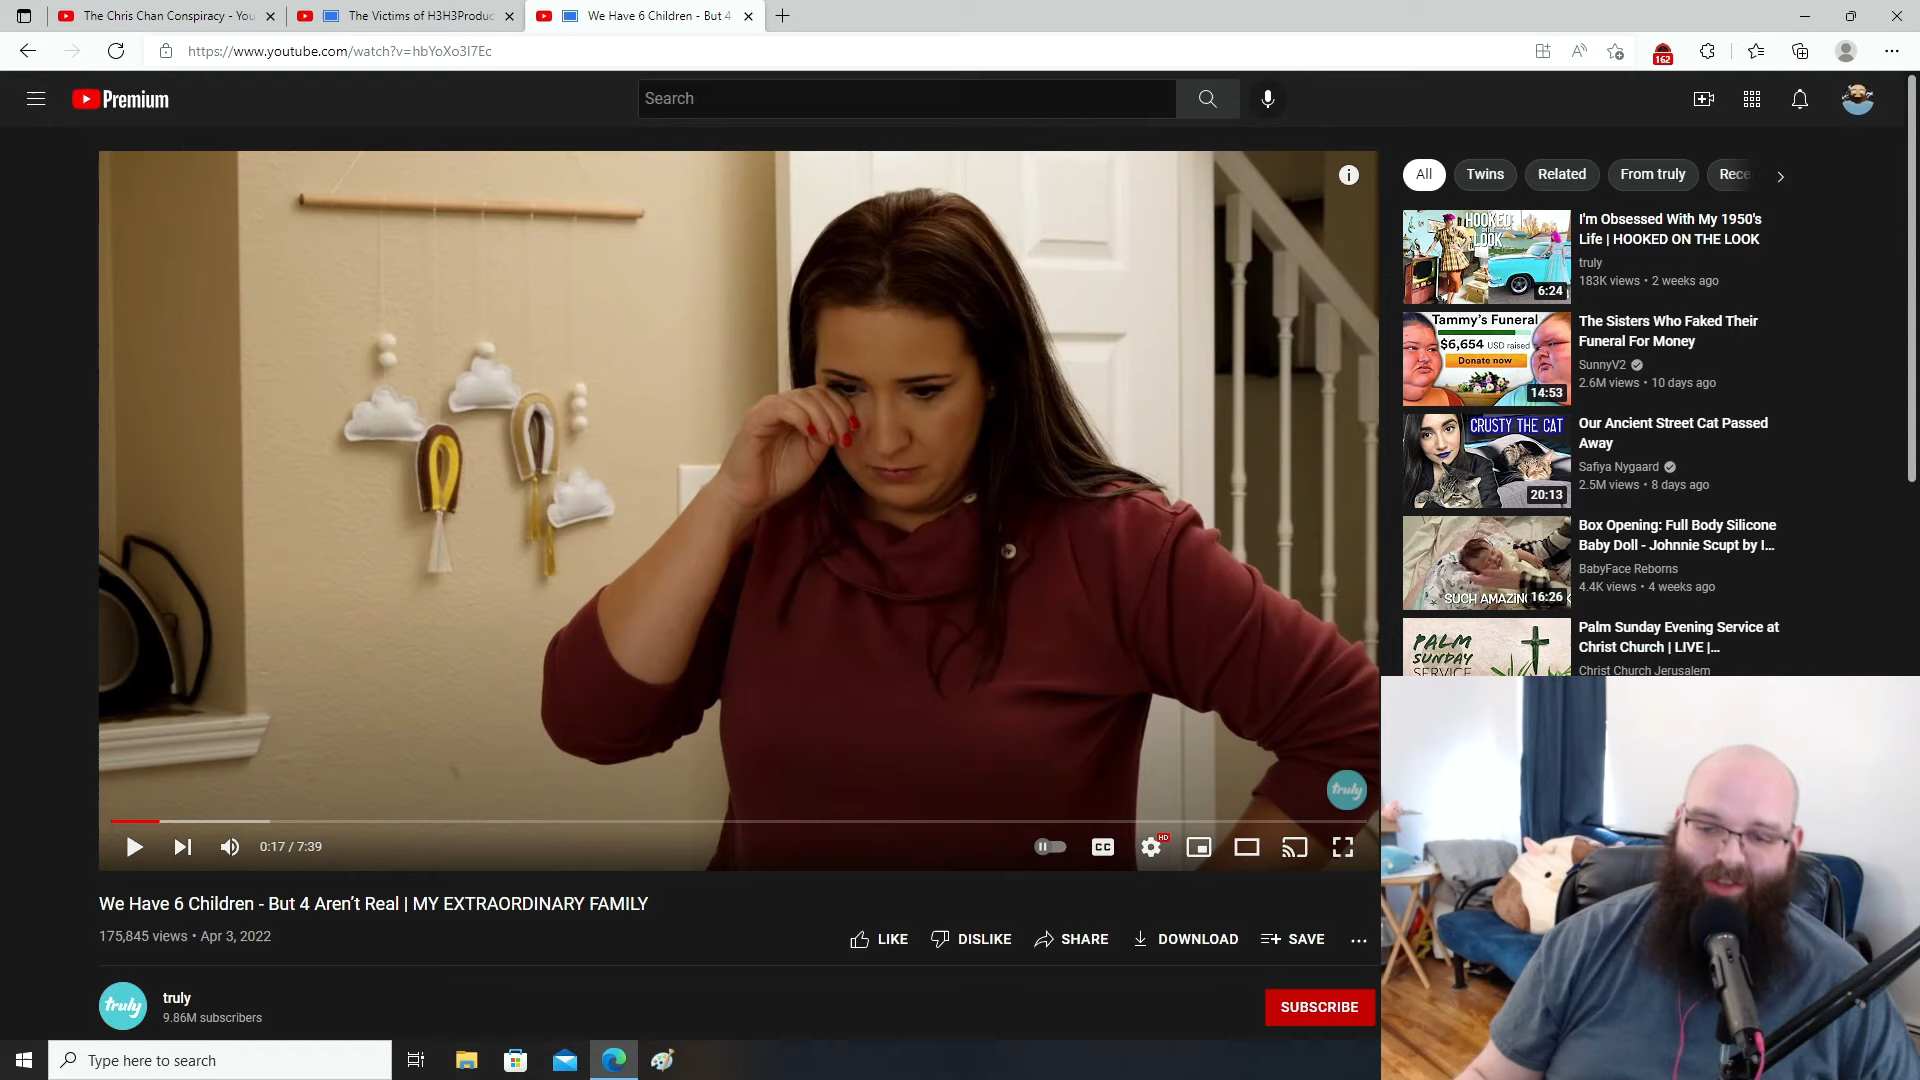 The Chris Chan Conspiracy - You
The Victims of H3H3Produc
We Have 6 Children - But 4
https://www.youtube.com/watch?v=hbYoXo3I7Ec
162
Premium
Search
All
Twins
Related
From truly
Rece
HOOKED
ON THE
LOOK
6:24
I'm Obsessed With My 1950's
Life | HOOKED ON THE LOOK
truly
183K views • 2 weeks ago
Tammy's Funeral
$6,654 USD raised
Donate now
14:53
The Sisters Who Faked Their
Funeral For Money
SunnyV2
2.6M views • 10 days ago
CRUSTY THE CAT
20:13
Our Ancient Street Cat Passed
Away
Safiya Nygaard
2.5M views • 8 days ago
SUCH AMAZIN
16:26
Box Opening: Full Body Silicone
Baby Doll - Johnnie Scupt by I...
BabyFace Reborns
4.4K views • 4 weeks ago
PALM
SUNDAY
SERVICE
Palm Sunday Evening Service at
Christ Church | LIVE |...
Christ Church Jerusalem
truly
0:17 / 7:39
CC
HD
We Have 6 Children - But 4 Aren’t Real | MY EXTRAORDINARY FAMILY
175,845 views • Apr 3, 2022
LIKE
DISLIKE
SHARE
DOWNLOAD
SAVE
truly
truly
9.86M subscribers
SUBSCRIBE
Type here to search